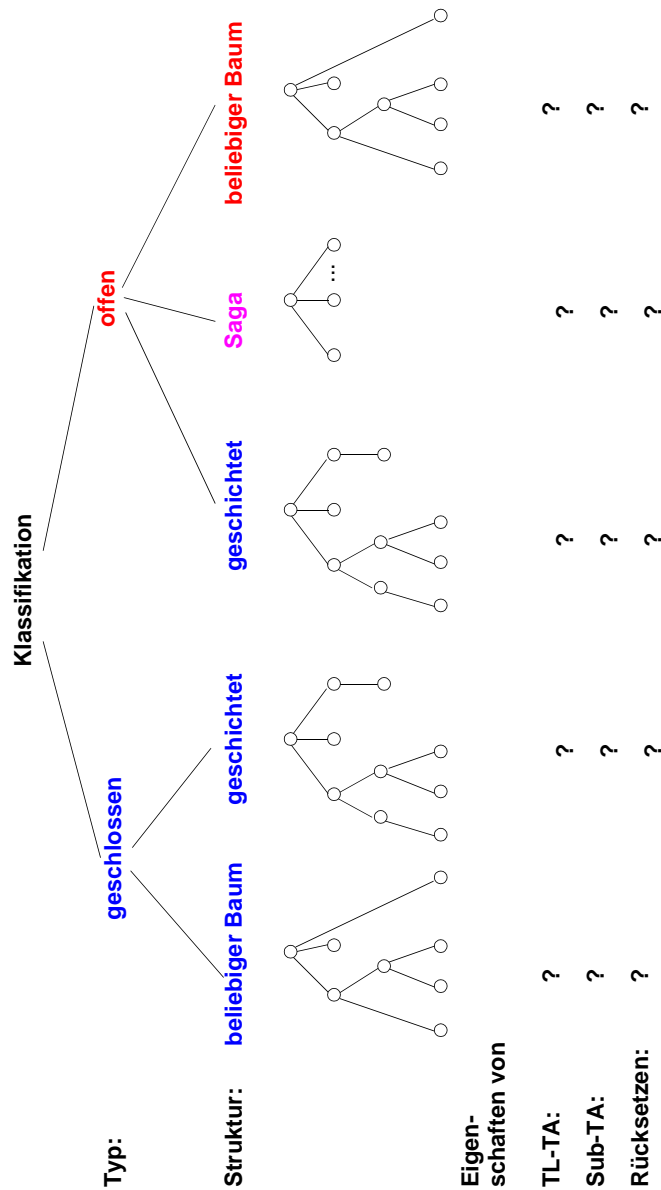 Klassifikation
Typ: geschlossen offen
Struktur: beliebiger Baum geschichtet geschichtet Saga beliebiger Baum
...
Eigen-
schaften von
TL-TA: ? ? ? ? ?
Sub-TA: ? ? ? ? ?
Rücksetzen: ? ? ? ? ?